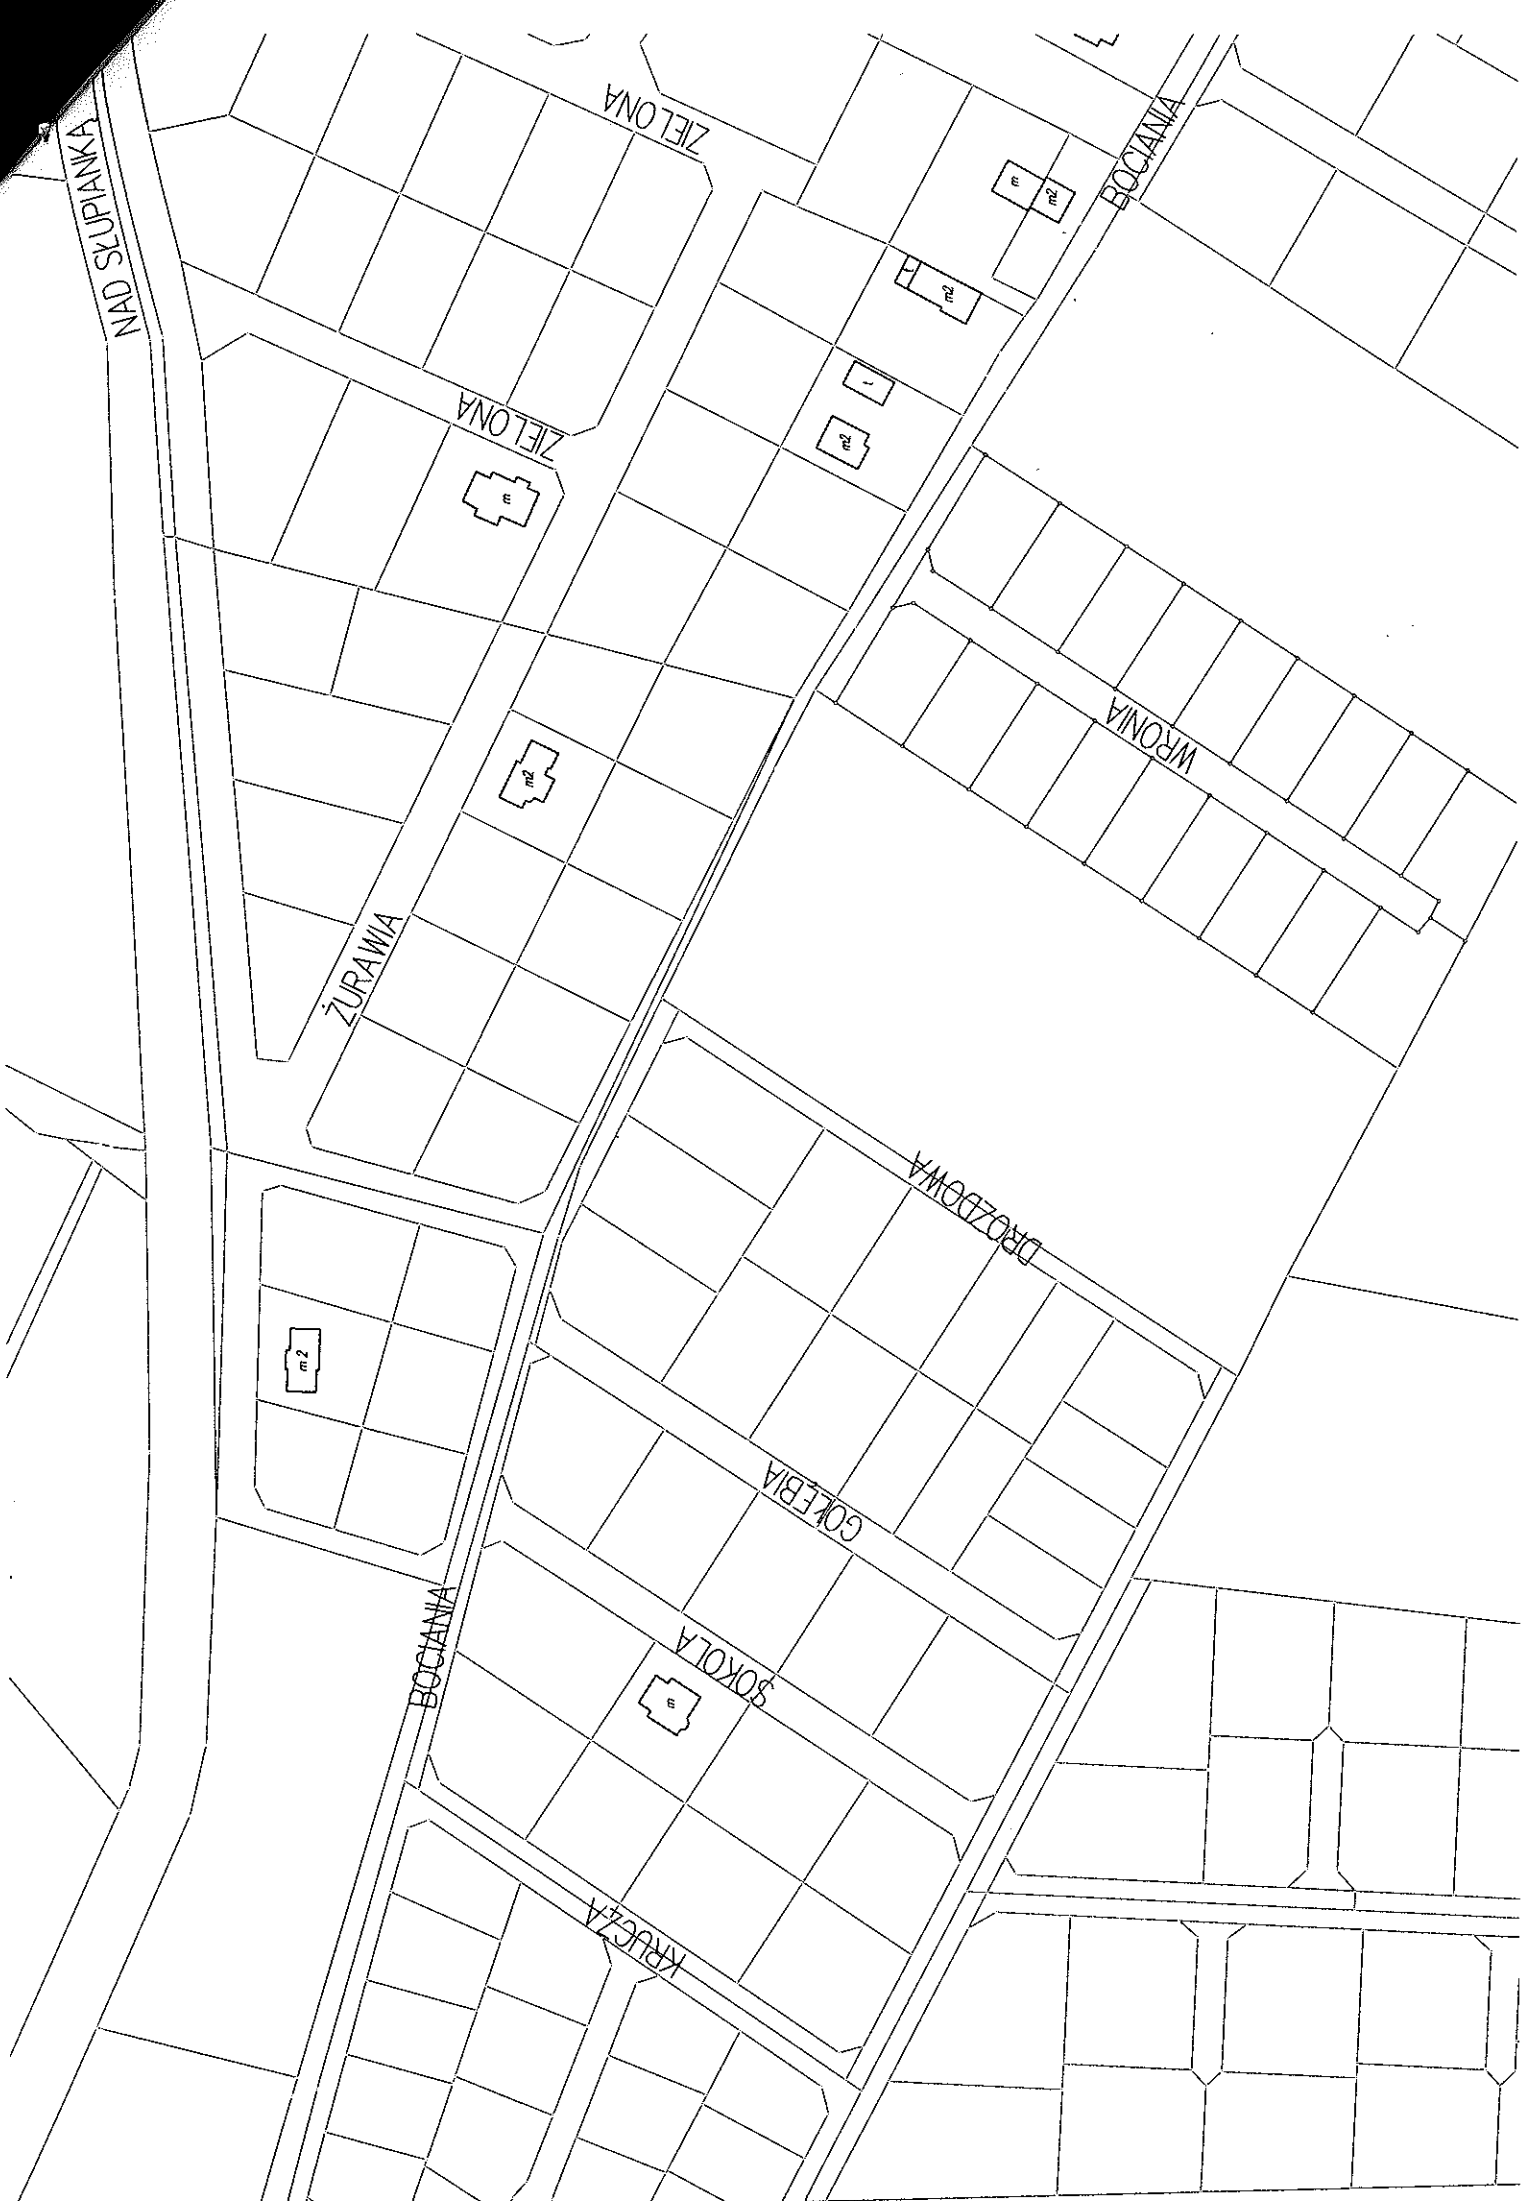 ZIELONA
BOCIANIA
NAD SŁUPIANKĄ
m
m2
t
m2
t
m2
ZIELONA
m
WRONIA
m2
ŻURAWIA
DROZDOWA
m2
GOŁĘBIA
BOCIANIA
SOKOLA
m
KRUCZA